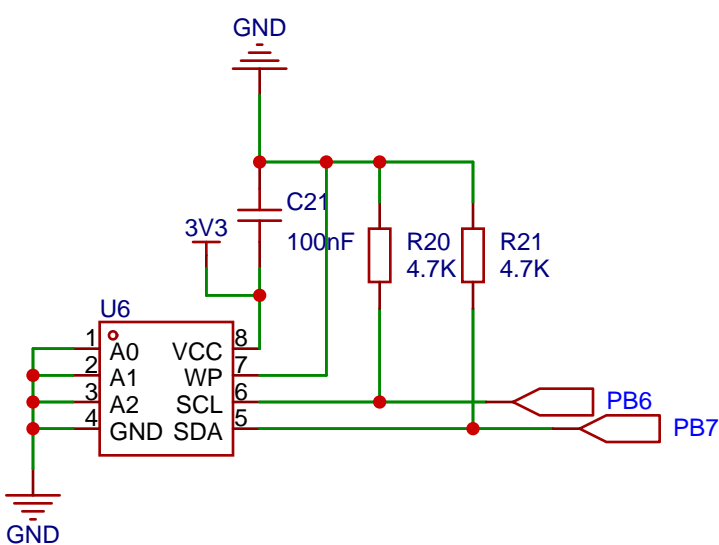 GND
C21
100nF
3V3
R20
4.7K
R21
4.7K
U6
1 A0 VCC 8
2 A1 WP 7
3 A2 SCL 6
4 GND SDA 5
PB6
PB7
GND